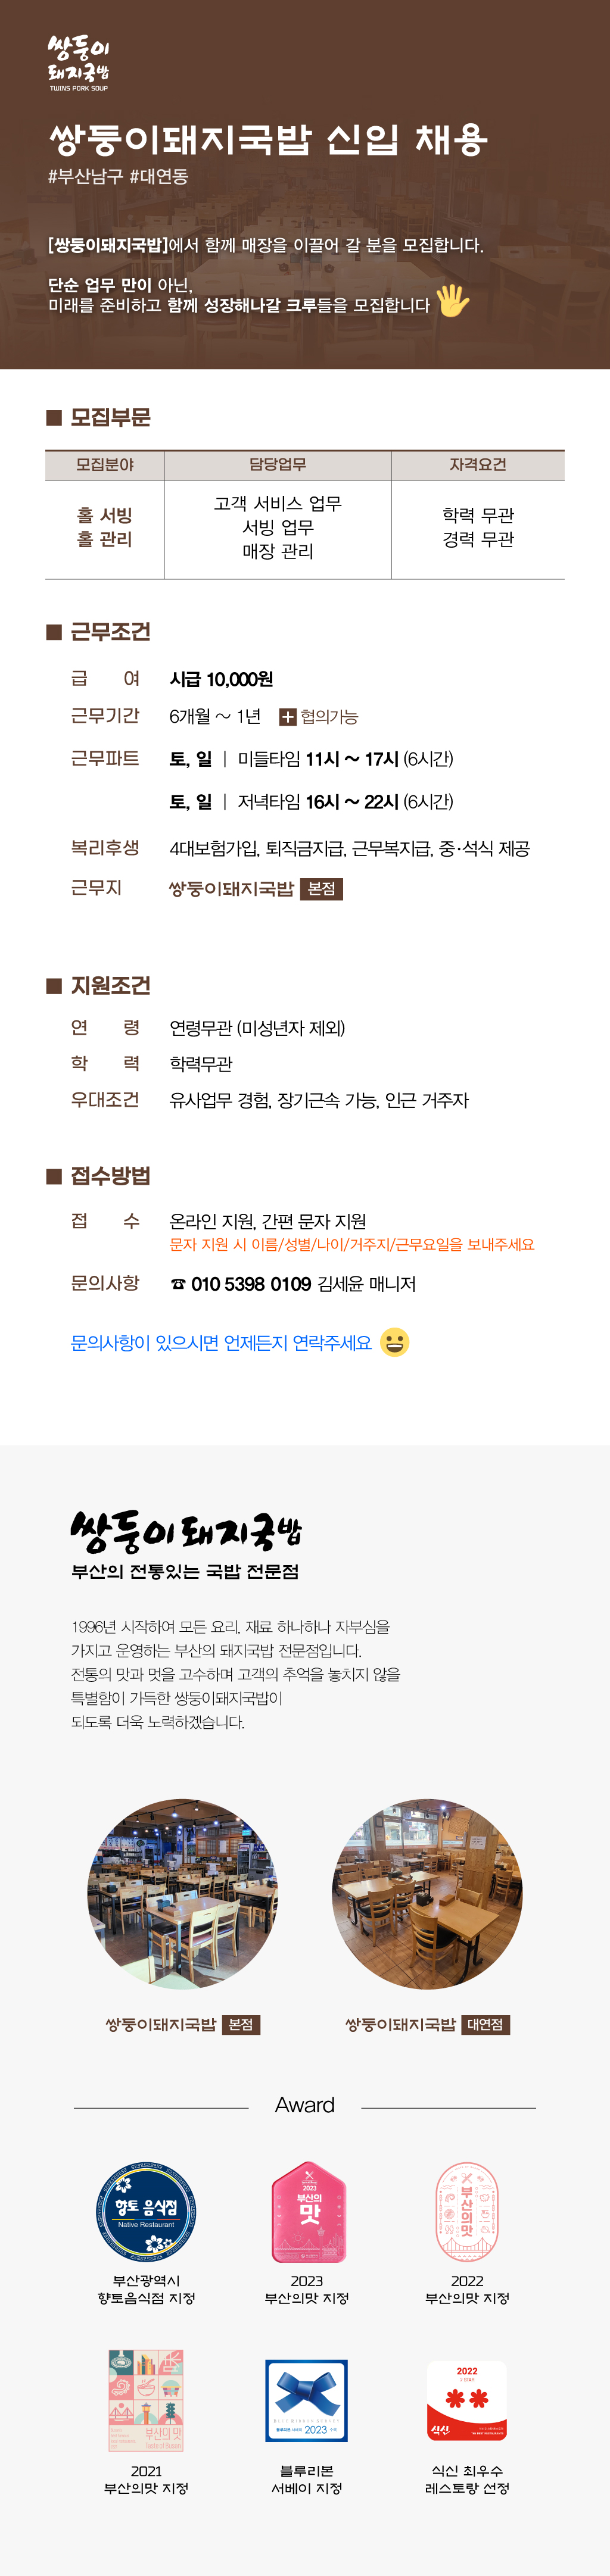 쌍둥이
돼지국밥
TWINS PORK SOUP
쌍둥이돼지국밥 신입 채용
#부산남구 #대연동
[쌍둥이돼지국밥]에서 함께 매장을 이끌어 갈 분을 모집합니다.
단순 업무 만이 아닌,
미래를 준비하고 함께 성장해나갈 크루들을 모집합니다
■ 모집부문
모집분야 담당업무 자격요건
홀 서빙
홀 관리
고객 서비스 업무
서빙 업무
매장 관리
학력 무관
경력 무관
■ 근무조건
급 여 시급 10,000원
근무기간 6개월 ~ 1년 + 협의가능
근무파트 토, 일 | 미들타임 11시 ~ 17시 (6시간)
토, 일 | 저녁타임 16시 ~ 22시 (6시간)
복리후생 4대보험가입, 퇴직금지급, 근무복지급, 중·석식 제공
근무지 쌍둥이돼지국밥 본점
■ 지원조건
연 령 연령무관 (미성년자 제외)
학 력 학력무관
우대조건 유사업무 경험, 장기근속 가능, 인근 거주자
■ 접수방법
접 수 온라인 지원, 간편 문자 지원
문자 지원 시 이름/성별/나이/거주지/근무요일을 보내주세요
문의사항 ☎ 010 5398 0109 김세윤 매니저
문의사항이 있으시면 언제든지 연락주세요
쌍둥이돼지국밥
부산의 전통있는 국밥 전문점
1996년 시작하여 모든 요리, 재료 하나하나 자부심을
가지고 운영하는 부산의 돼지국밥 전문점입니다.
전통의 맛과 멋을 고수하며 고객의 추억을 놓치지 않을
특별함이 가득한 쌍둥이돼지국밥이
되도록 더욱 노력하겠습니다.
쌍둥이돼지국밥 본점
쌍둥이돼지국밥 대연점
Award
향토 음식점
Native Restaurant
2023
부산의
맛
부산의맛
부산광역시
향토음식점 지정
2023
부산의맛 지정
2022
부산의맛 지정
부산의 맛
Taste of Busan
BLUE RIBBON SURVEY
블루리본 서베이 2023 수록
2022
2 STAR
식신
2021
부산의맛 지정
블루리본
서베이 지정
식신 최우수
레스토랑 선정